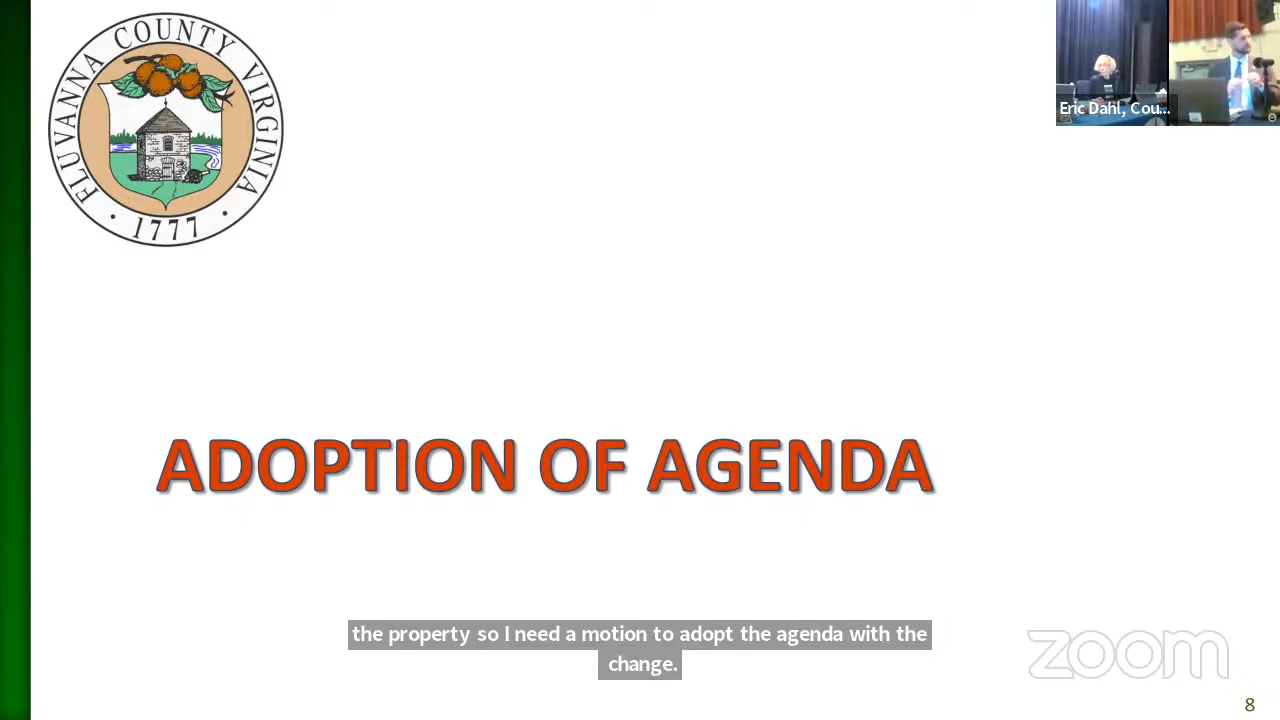 FLUVANNA COUNTY VIRGINIA
· 1777 ·
Eric Dahl, Cou...
ADOPTION OF AGENDA
the property so I need a motion to adopt the agenda with the
change.
zoom
8